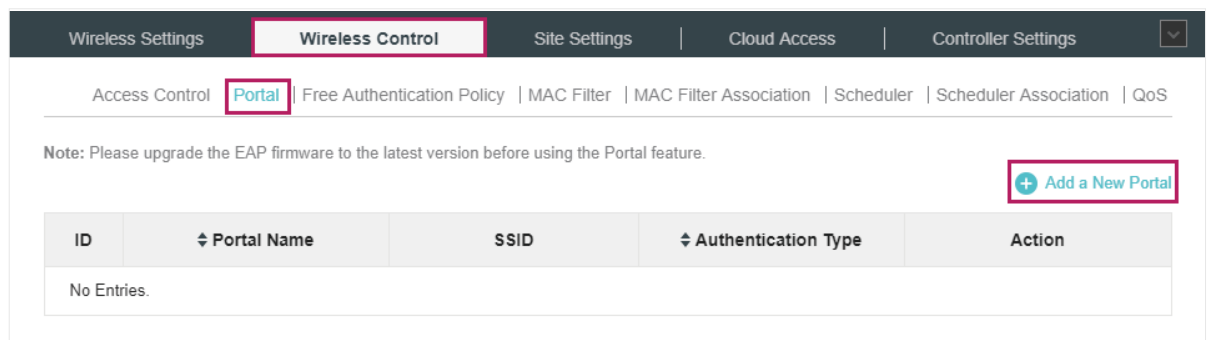 Wireless Settings Wireless Control Site Settings | Cloud Access | Controller Settings
Access Control Portal | Free Authentication Policy | MAC Filter | MAC Filter Association | Scheduler | Scheduler Association | QoS
Note: Please upgrade the EAP firmware to the latest version before using the Portal feature.
Add a New Portal
ID Portal Name SSID Authentication Type Action
No Entries.